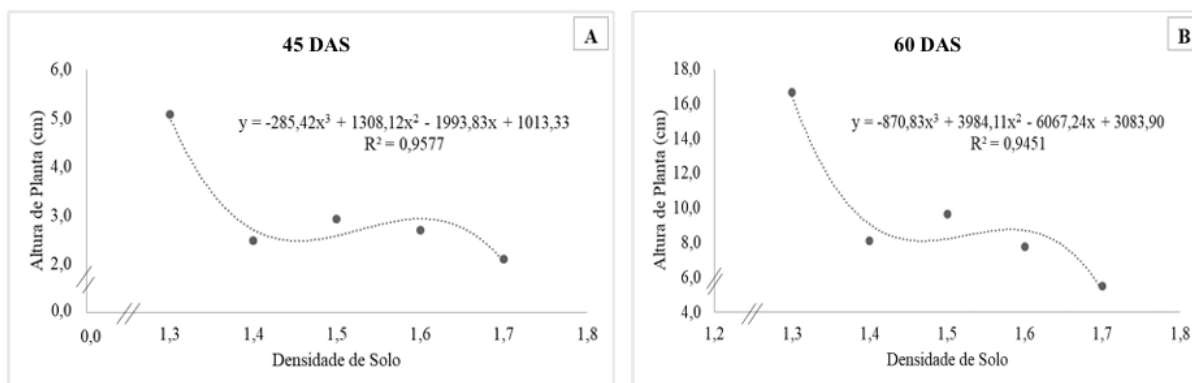 45 DAS
A
6,0
5,0
4,0
3,0
2,0
0,0
Altura de Planta (cm)
y = -285,42x³ + 1308,12x² - 1993,83x + 1013,33
R² = 0,9577
0,0
1,3
1,4
1,5
1,6
1,7
1,8
Densidade de Solo
60 DAS
B
18,0
16,0
14,0
12,0
10,0
8,0
6,0
4,0
Altura de Planta (cm)
y = -870,83x³ + 3984,11x² - 6067,24x + 3083,90
R² = 0,9451
1,2
1,3
1,4
1,5
1,6
1,7
1,8
Densidade de Solo